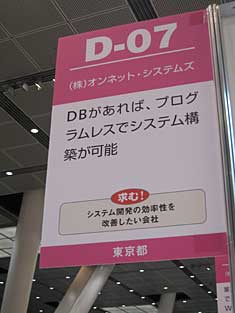 D-07
(株)オンネット・システムズ
DBがあれば、プログ
ラムレスでシステム構
築が可能
求む!
システム開発の効率性を
改善したい会社
東京都